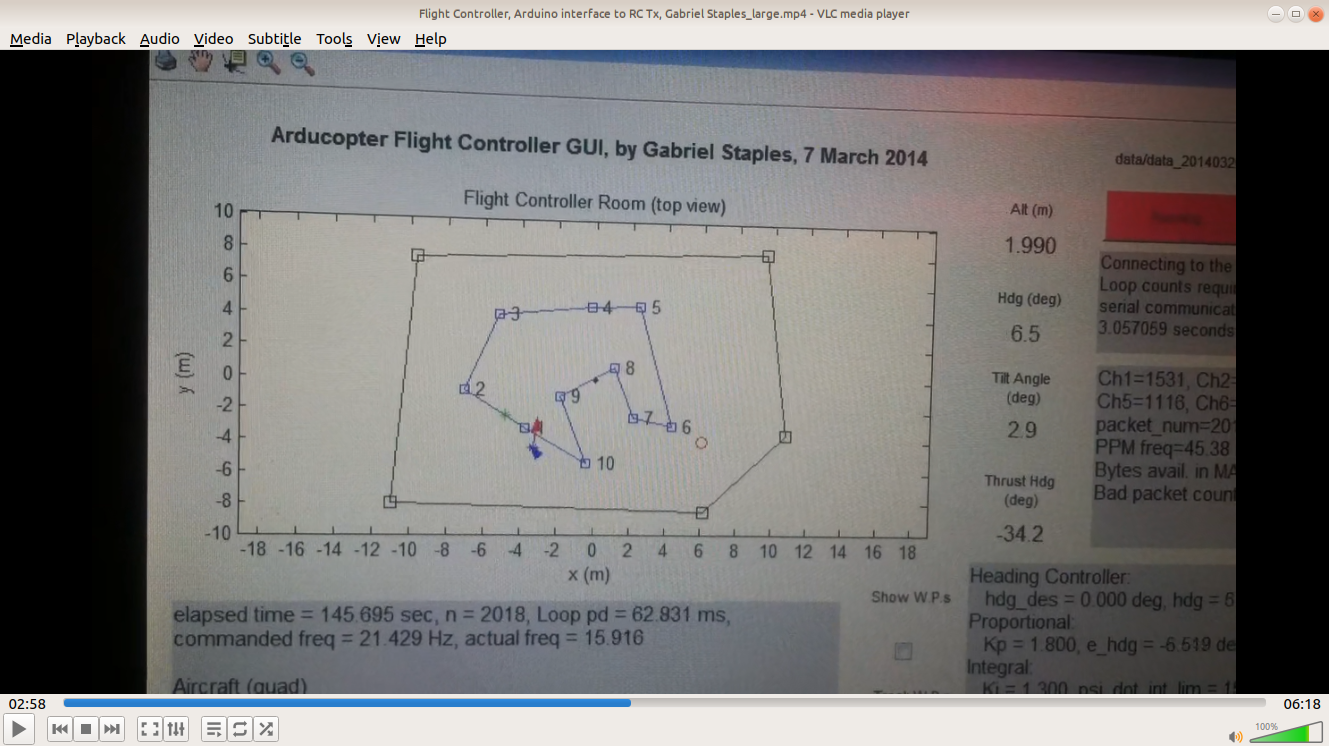 Flight Controller, Arduino interface to RC Tx, Gabriel Staples_large.mp4 - VLC media player
Media Playback Audio Video Subtitle Tools View Help
Arducopter Flight Controller GUI, by Gabriel Staples, 7 March 2014
data/data_2014032
Flight Controller Room (top view)
Alt (m)
1.990
Hdg (deg)
6.5
Tilt Angle
(deg)
2.9
Thrust Hdg
(deg)
-34.2
Connecting to the
Loop counts requi
serial communicat
3.057059 seconds
Ch1=1531, Ch2=
Ch5=1116, Ch6=
packet_num=201
PPM freq=45.38
Bytes avail. in MA
Bad packet coun
10
8
6
4
2
0
-2
-4
-6
-8
-10
y (m)
3 4 5
8
2 9
7 6
10
-18 -16 -14 -12 -10 -8 -6 -4 -2 0 2 4 6 8 10 12 14 16 18
x (m)
elapsed time = 145.695 sec, n = 2018, Loop pd = 62.831 ms,
commanded freq = 21.429 Hz, actual freq = 15.916
Aircraft (quad)
Show W.P.s
Heading Controller:
hdg_des = 0.000 deg, hdg = 6
Proportional:
Kp = 1.800, e_hdg = -6.519 de
Integral:
Ki = 1.300, psi_dot_int_lim = 1
02:58 06:18
100%